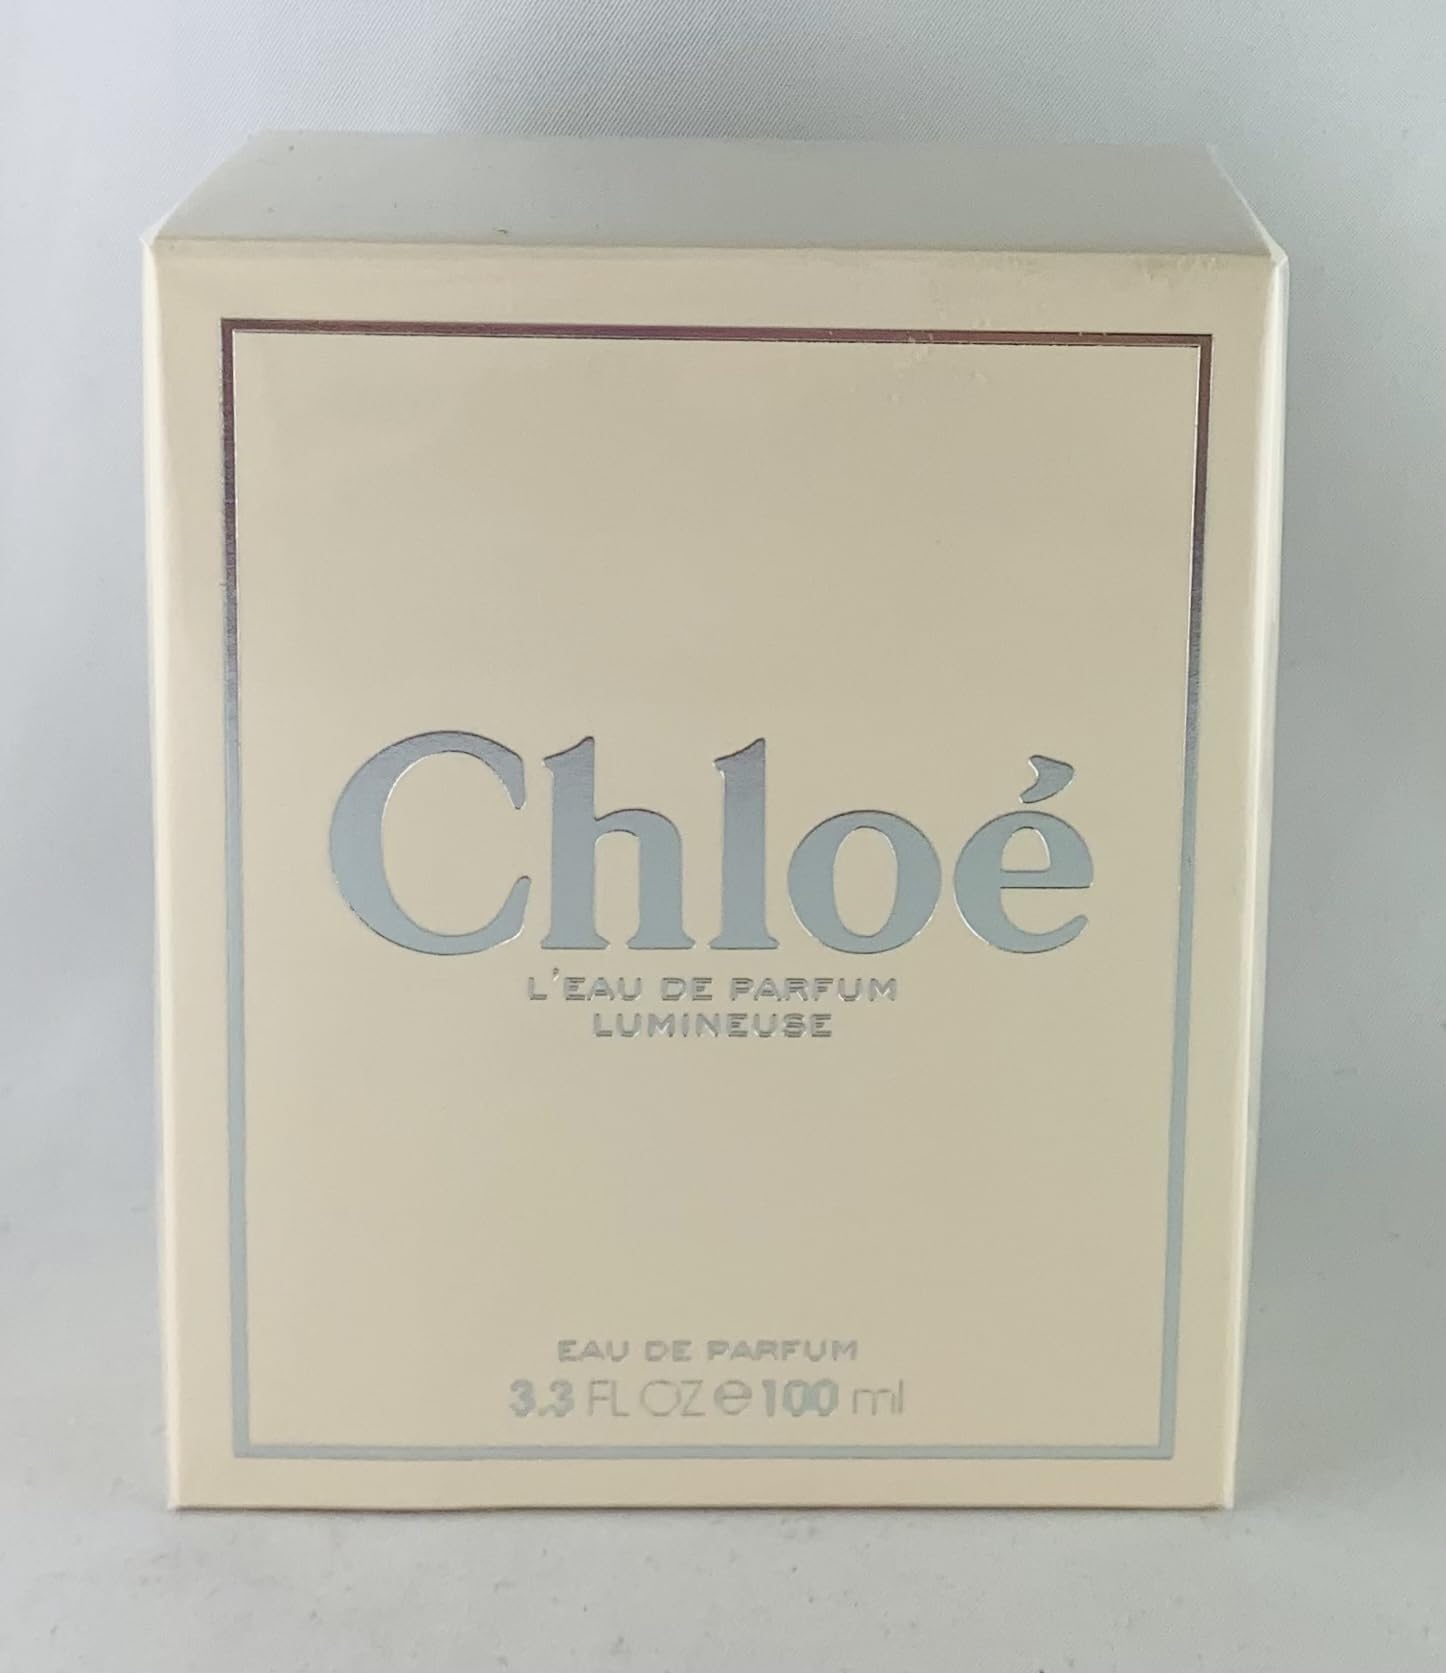 Chloé
L'EAU DE PARFUM
LUMINEUSE
EAU DE PARFUM
3.3 FL OZ ℮ 100 ml